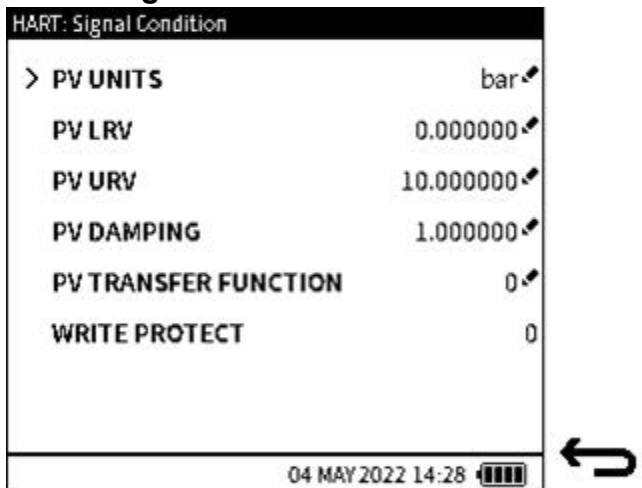 HART: Signal Condition
> PV UNITS bar
PV LRV 0.000000
PV URV 10.000000
PV DAMPING 1.000000
PV TRANSFER FUNCTION 0
WRITE PROTECT 0
04 MAY 2022 14:28